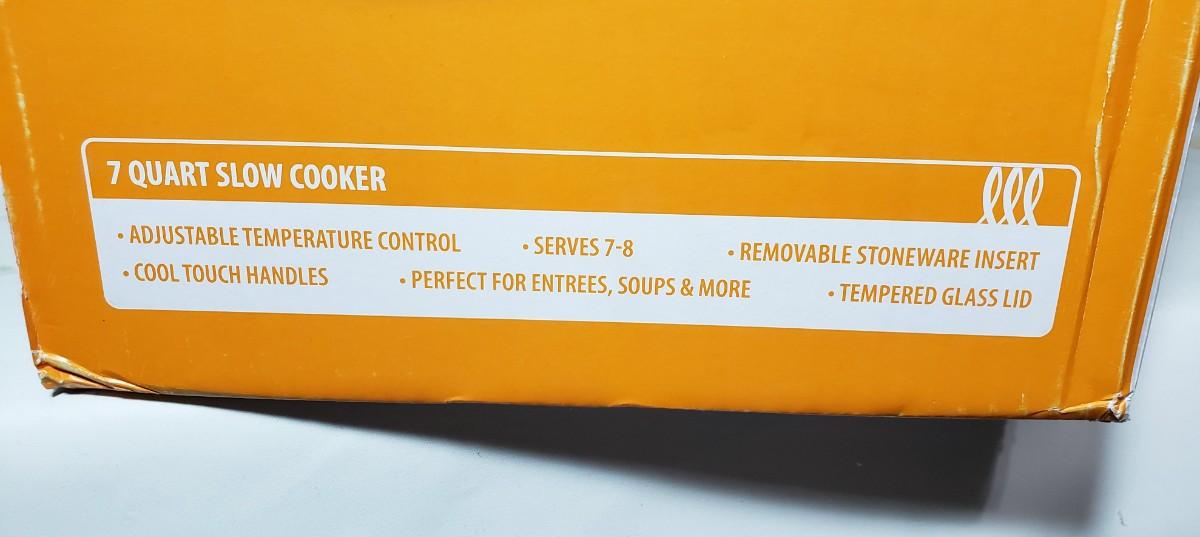 7 QUART SLOW COOKER
• ADJUSTABLE TEMPERATURE CONTROL • SERVES 7-8 • REMOVABLE STONEWARE INSERT
• COOL TOUCH HANDLES • PERFECT FOR ENTREES, SOUPS & MORE • TEMPERED GLASS LID